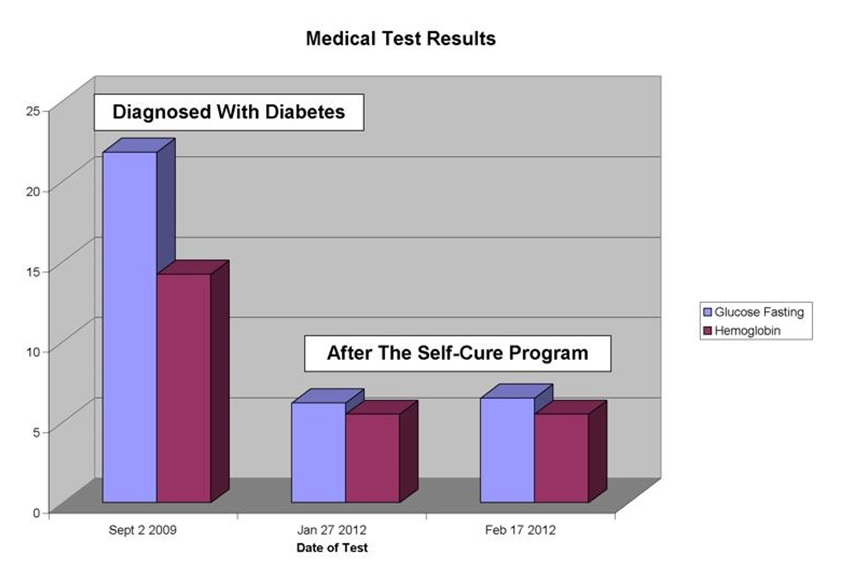 Medical Test Results
25
Diagnosed With Diabetes
20
15
10
5
0
After The Self-Cure Program
Glucose Fasting
Hemoglobin
Sept 2 2009
Jan 27 2012
Feb 17 2012
Date of Test